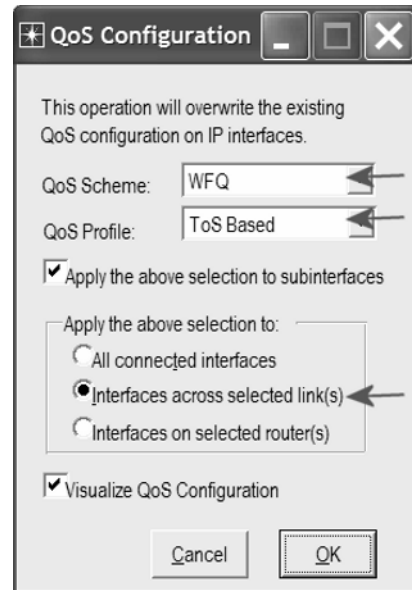 QoS Configuration
This operation will overwrite the existing
QoS configuration on IP interfaces.
QoS Scheme: WFQ
QoS Profile: ToS Based
Apply the above selection to subinterfaces
Apply the above selection to:
All connected interfaces
Interfaces across selected link(s)
Interfaces on selected router(s)
Visualize QoS Configuration
Cancel OK